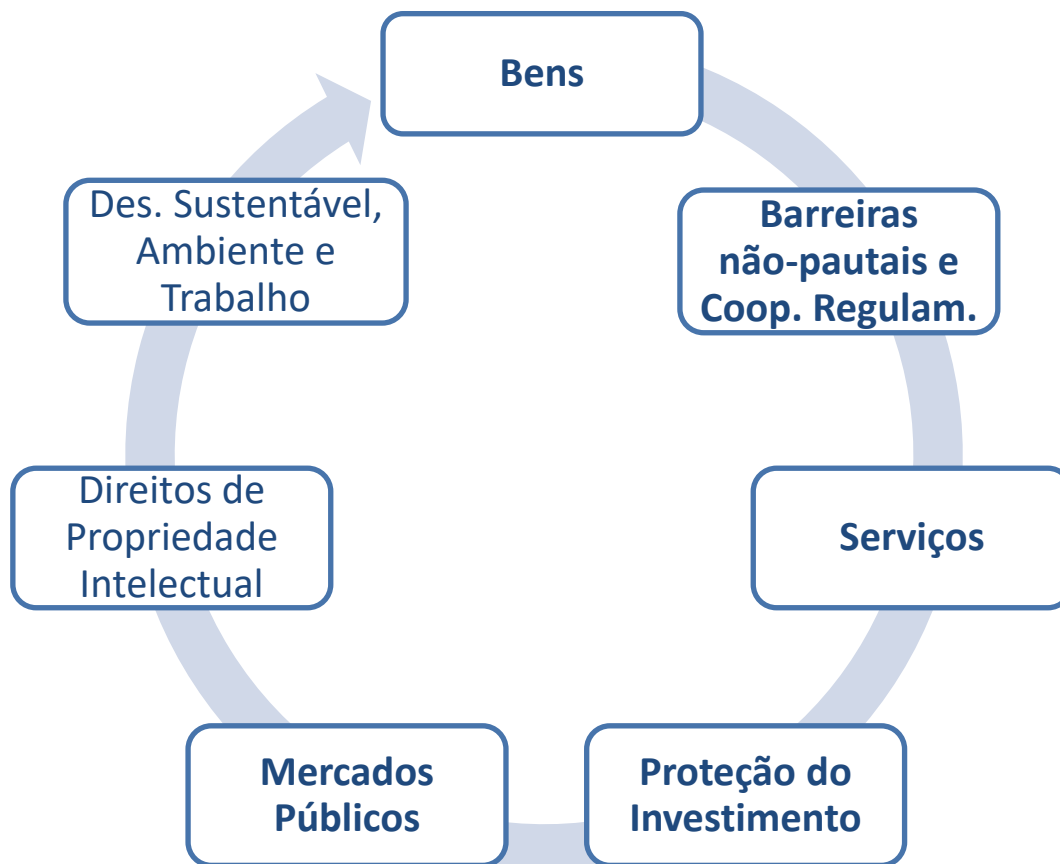 Bens
Barreiras
não-pautais e
Coop. Regulam.
Serviços
Proteção do
Investimento
Mercados
Públicos
Direitos de
Propriedade
Intelectual
Des. Sustentável,
Ambiente e
Trabalho